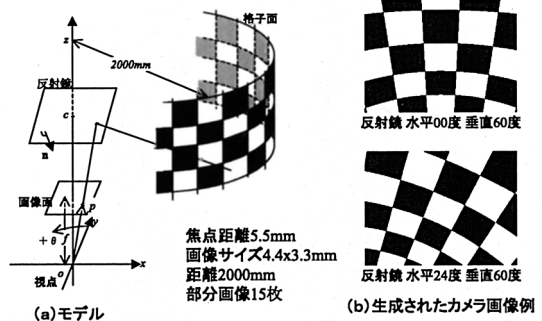 格子面
z
2000mm
反射鏡
c
n
画像面
p
y
+θ
f
x
o
視点
(a)モデル
焦点距離5.5mm
画像サイズ4.4x3.3mm
距離2000mm
部分画像15枚
反射鏡 水平00度 垂直60度
反射鏡 水平24度 垂直60度
(b)生成されたカメラ画像例